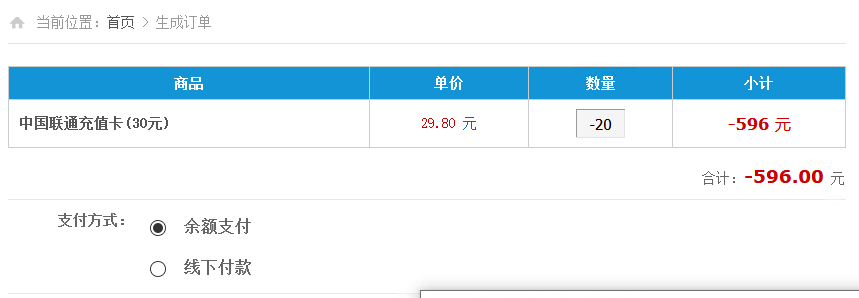 当前位置：首页 > 生成订单
商品 单价 数量 小计
中国联通充值卡(30元) 29.80 元 -20 -596 元
合计：-596.00 元
支付方式： 余额支付
线下付款